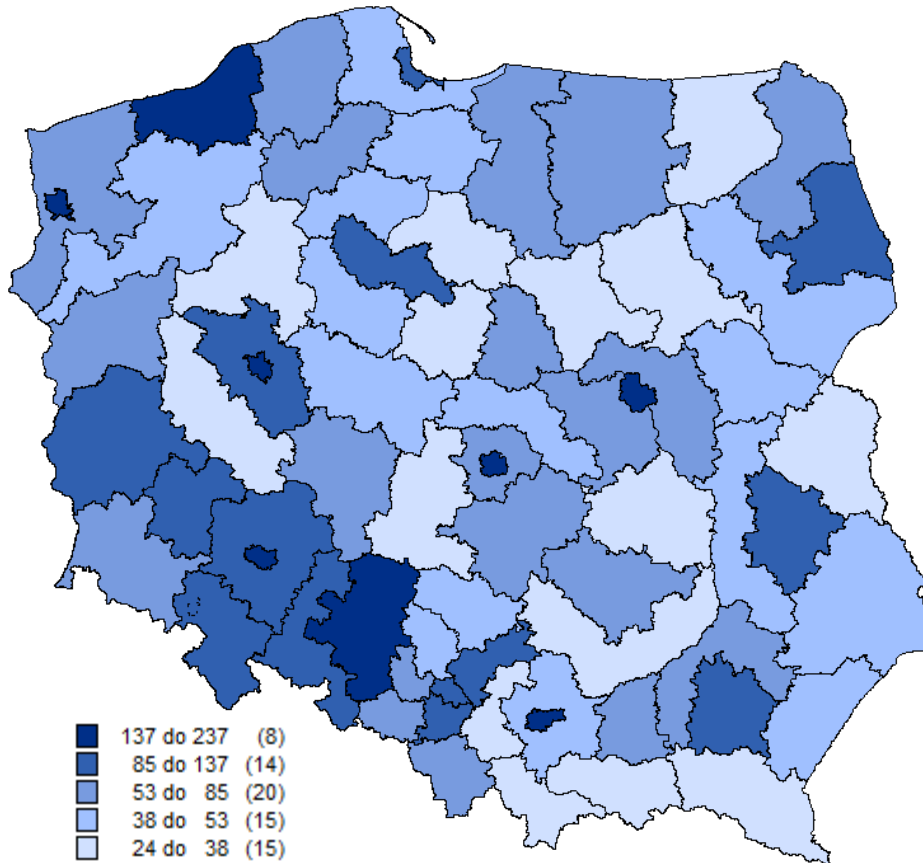 137 do 237 (8)
85 do 137 (14)
53 do 85 (20)
38 do 53 (15)
24 do 38 (15)